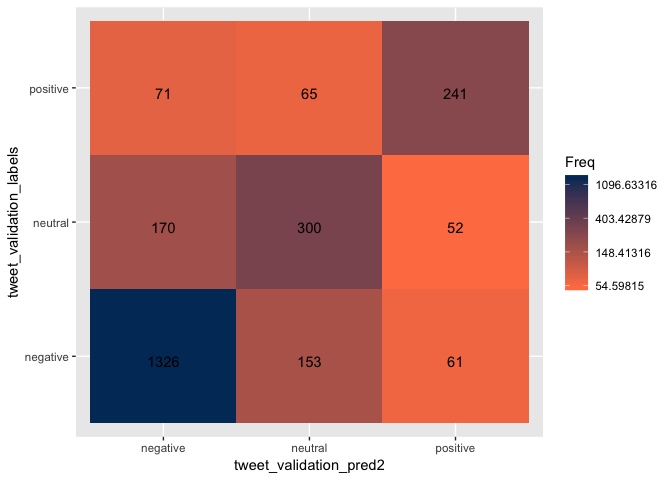 positive
71
65
241
neutral
170
300
52
negative
1326
153
61
negative
neutral
positive
tweet_validation_pred2
tweet_validation_labels
Freq
1096.63316
403.42879
148.41316
54.59815